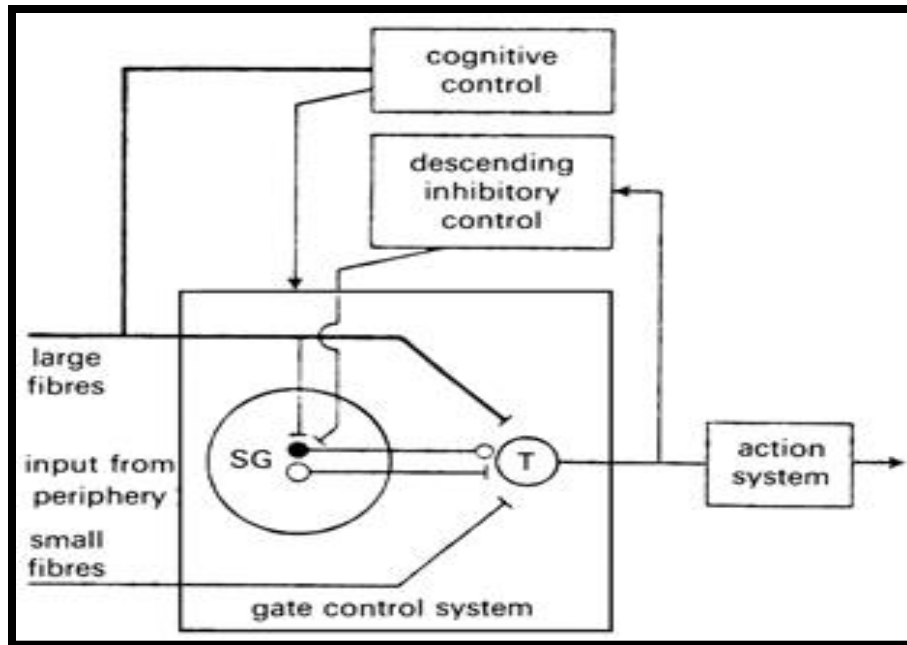 cognitive
control
descending
inhibitory
control
large
fibres
SG
T
input from
periphery
action
system
small
fibres
gate control system